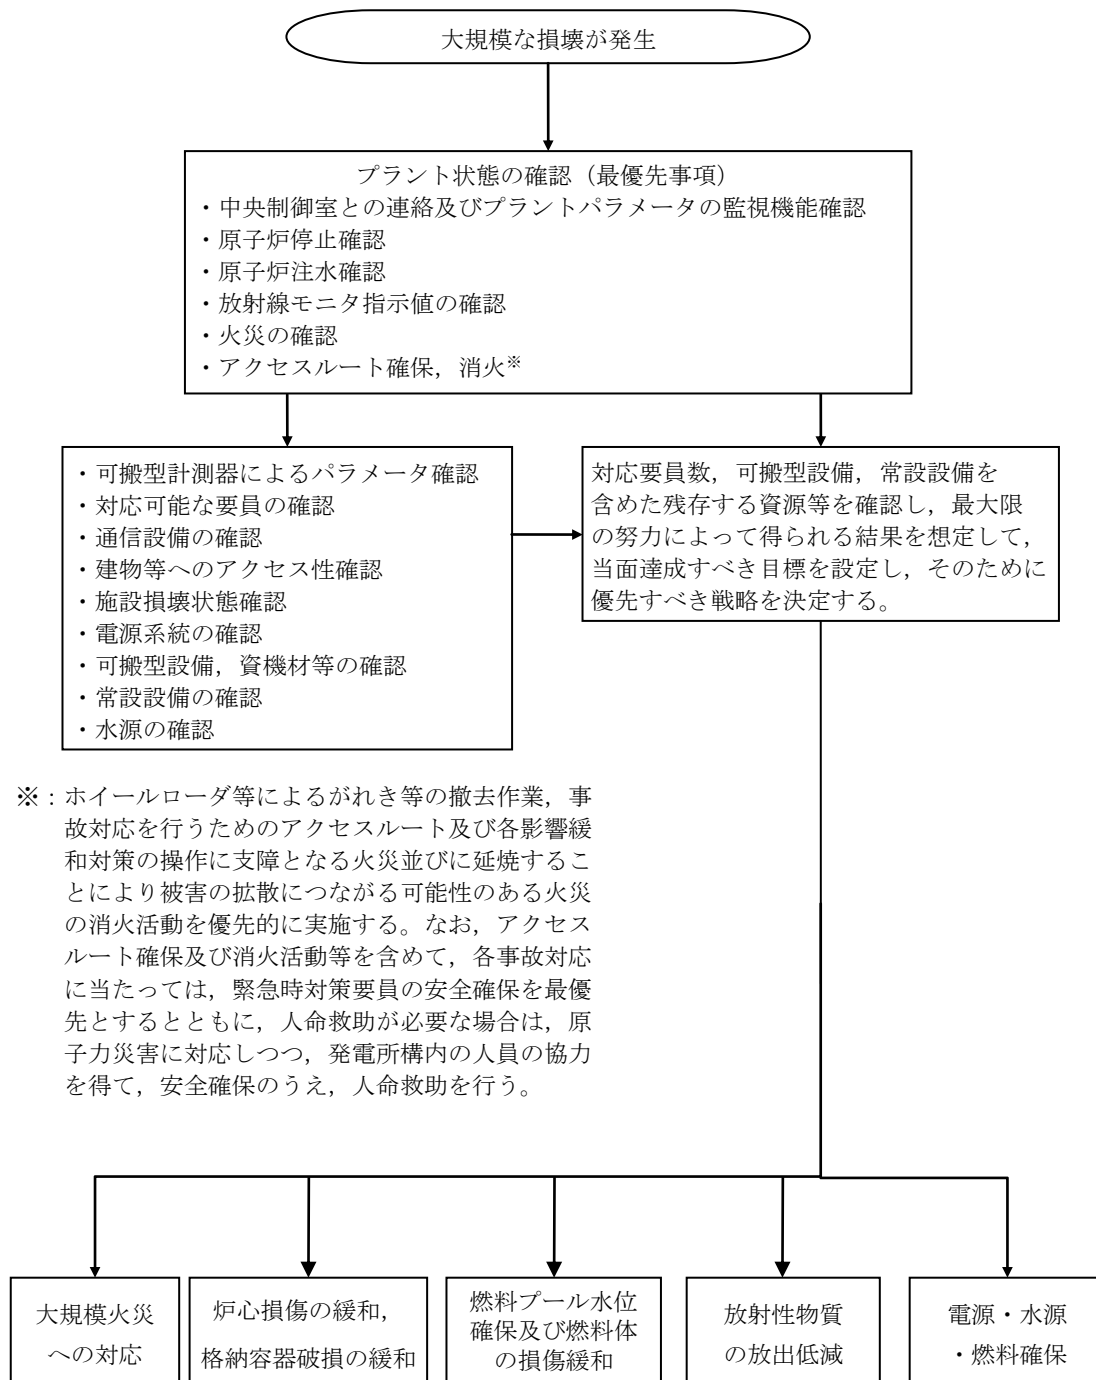 大規模な損壊が発生
プラント状態の確認（最優先事項）
・中央制御室との連絡及びプラントパラメータの監視機能確認
・原子炉停止確認
・原子炉注水確認
・放射線モニタ指示値の確認
・火災の確認
・アクセスルート確保，消火※
・可搬型計測器によるパラメータ確認
・対応可能な要員の確認
・通信設備の確認
・建物等へのアクセス性確認
・施設損壊状態確認
・電源系統の確認
・可搬型設備，資機材等の確認
・常設設備の確認
・水源の確認
対応要員数，可搬型設備，常設設備を
含めた残存する資源等を確認し，最大限
の努力によって得られる結果を想定して，
当面達成すべき目標を設定し，そのために
優先すべき戦略を決定する。
※：ホイールローダ等によるがれき等の撤去作業，事
故対応を行うためのアクセスルート及び各影響緩
和対策の操作に支障となる火災並びに延焼するこ
とにより被害の拡散につながる可能性のある火災
の消火活動を優先的に実施する。なお，アクセス
ルート確保及び消火活動等を含めて，各事故対応
に当たっては，緊急時対策要員の安全確保を最優
先とするとともに，人命救助が必要な場合は，原
子力災害に対応しつつ，発電所構内の人員の協力
を得て，安全確保のうえ，人命救助を行う。
大規模火災
への対応
炉心損傷の緩和，
格納容器破損の緩和
燃料プール水位
確保及び燃料体
の損傷緩和
放射性物質
の放出低減
電源・水源
・燃料確保